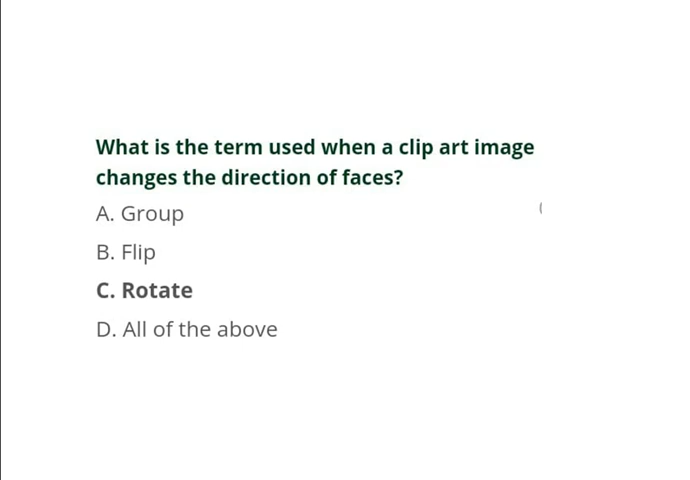 What is the term used when a clip art image
changes the direction of faces?
A. Group
B. Flip
C. Rotate
D. All of the above